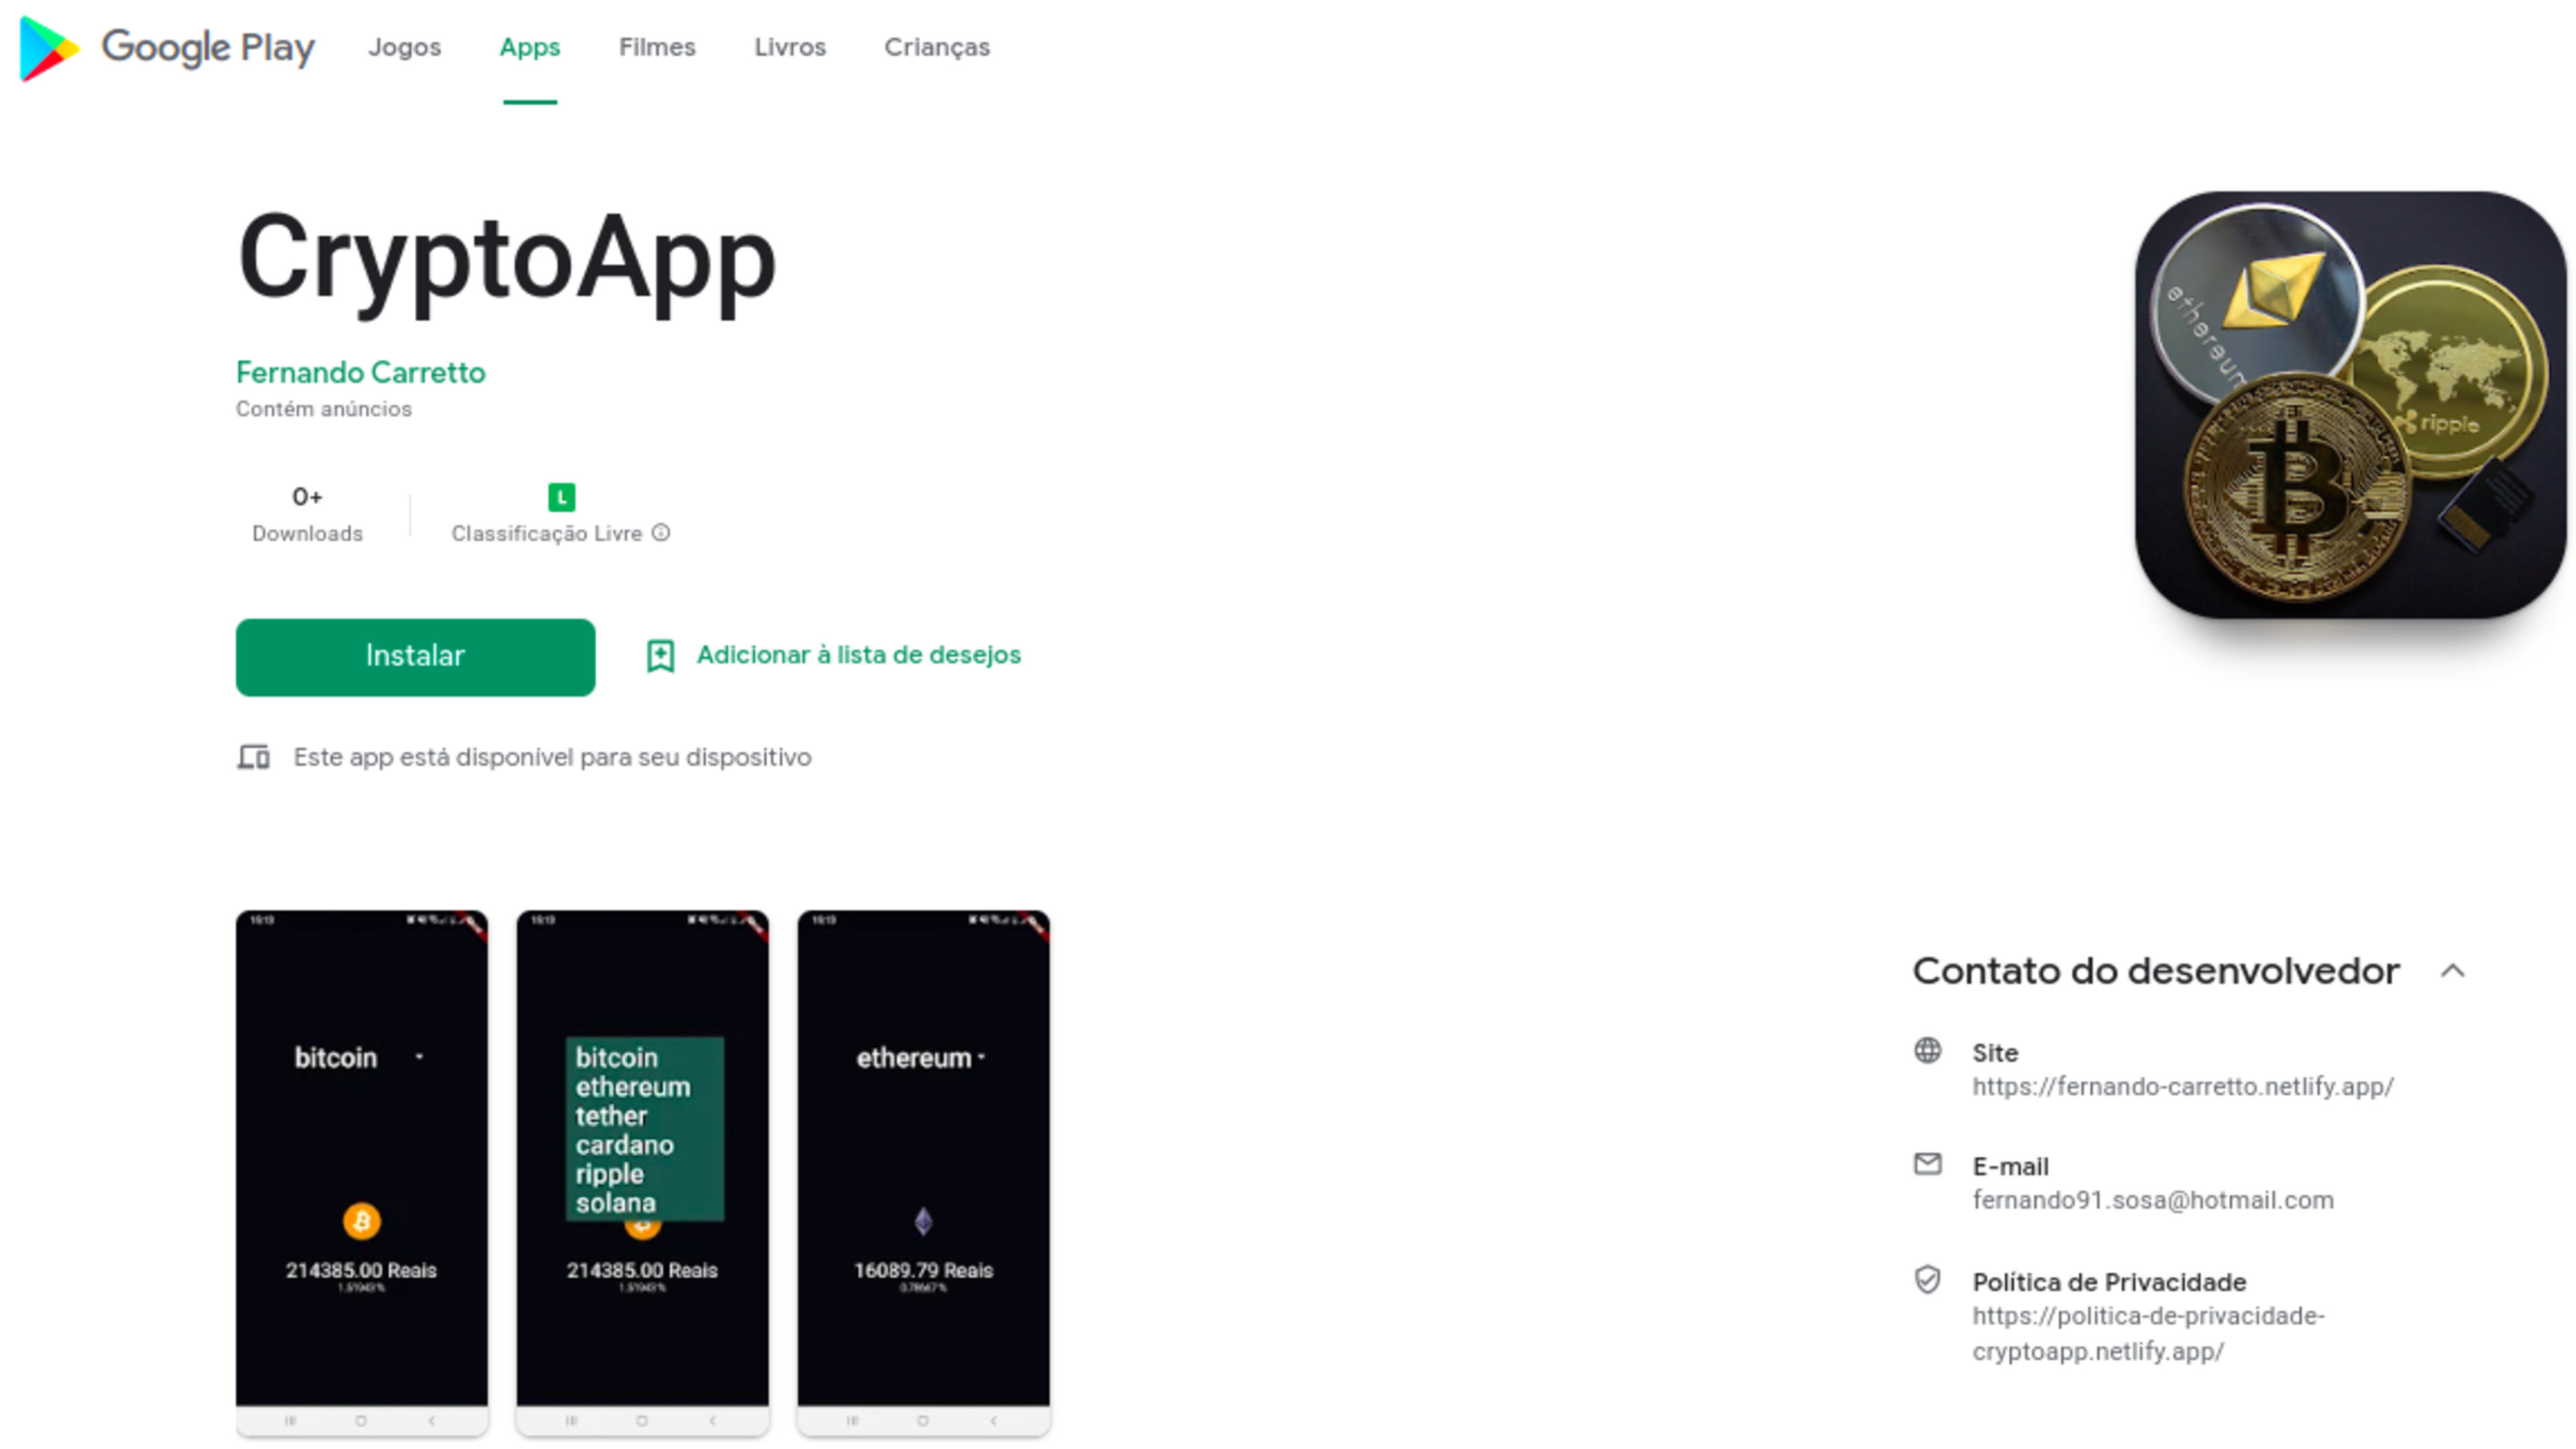 Google Play
Jogos
Apps
Filmes
Livros
Crianças
CryptoApp
Fernando Carretto
Contém anúncios
0+
Downloads
L
Classificação Livre
Instalar
Adicionar à lista de desejos
Este app está disponível para seu dispositivo
ethereum
ripple
bitcoin
214385.00 Reais
bitcoin
ethereum
tether
cardano
ripple
solana
214385.00 Reais
ethereum
16089.79 Reais
Contato do desenvolvedor
Site
https://fernando-carretto.netlify.app/
E-mail
fernando91.sosa@hotmail.com
Política de Privacidade
https://politica-de-privacidade-
cryptoapp.netlify.app/